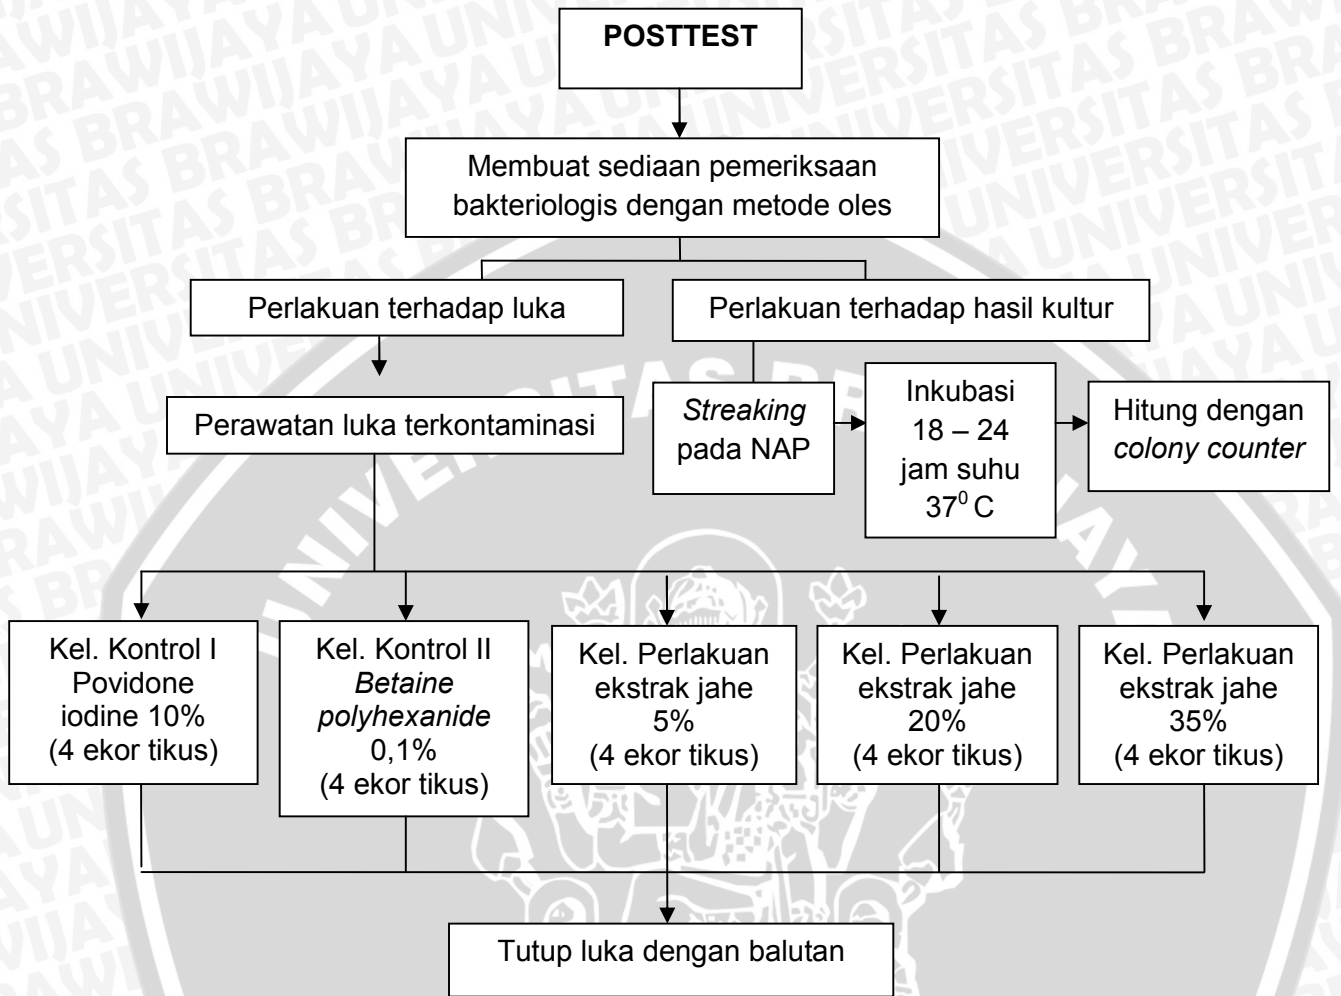 POSTTEST
Membuat sediaan pemeriksaan
bakteriologis dengan metode oles
Perlakuan terhadap luka
Perlakuan terhadap hasil kultur
Perawatan luka terkontaminasi
Streaking
pada NAP
Inkubasi
18 – 24
jam suhu
37⁰ C
Hitung dengan
colony counter
Kel. Kontrol I
Povidone
iodine 10%
(4 ekor tikus)
Kel. Kontrol II
Betaine
polyhexanide
0,1%
(4 ekor tikus)
Kel. Perlakuan
ekstrak jahe
5%
(4 ekor tikus)
Kel. Perlakuan
ekstrak jahe
20%
(4 ekor tikus)
Kel. Perlakuan
ekstrak jahe
35%
(4 ekor tikus)
Tutup luka dengan balutan